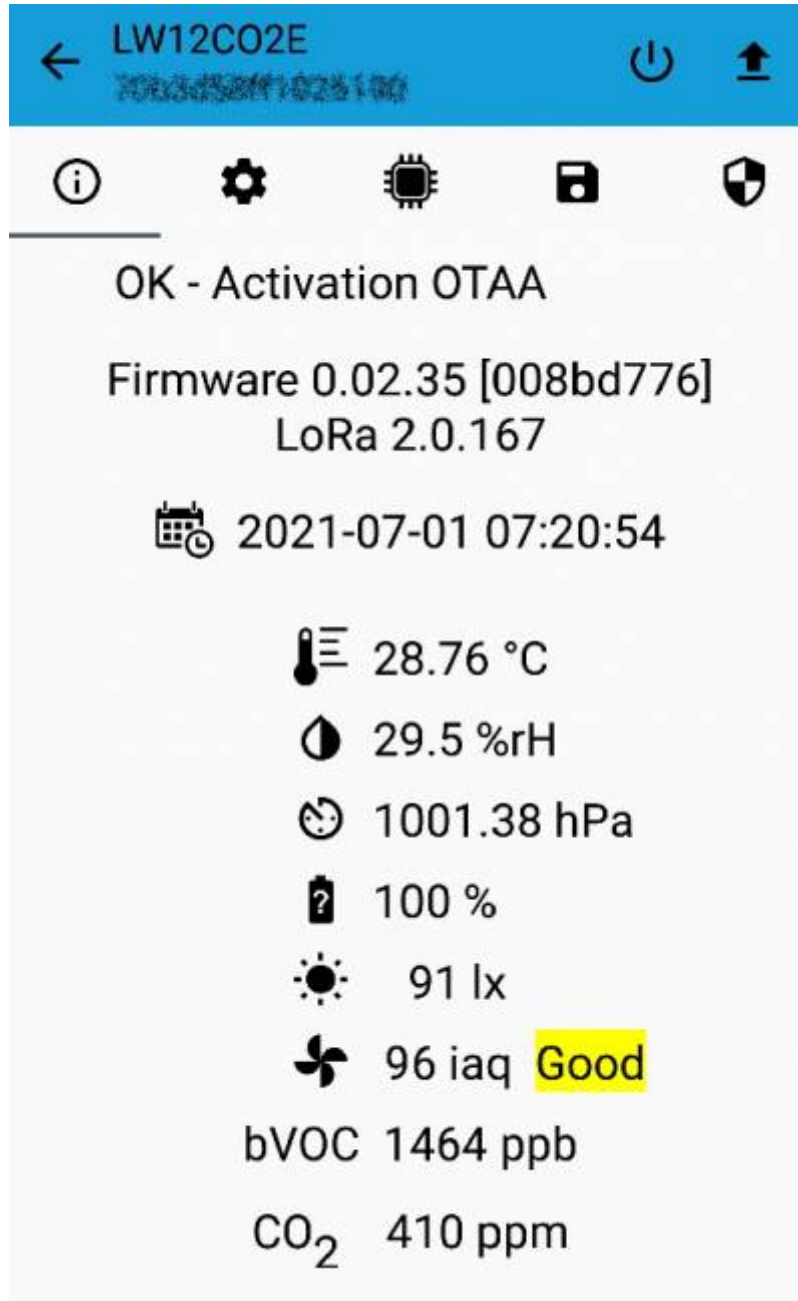 LW12CO2E
OK - Activation OTAA
Firmware 0.02.35 [008bd776]
LoRa 2.0.167
2021-07-01 07:20:54
28.76 °C
29.5 %rH
1001.38 hPa
100 %
91 lx
96 iaq Good
bVOC 1464 ppb
CO₂ 410 ppm